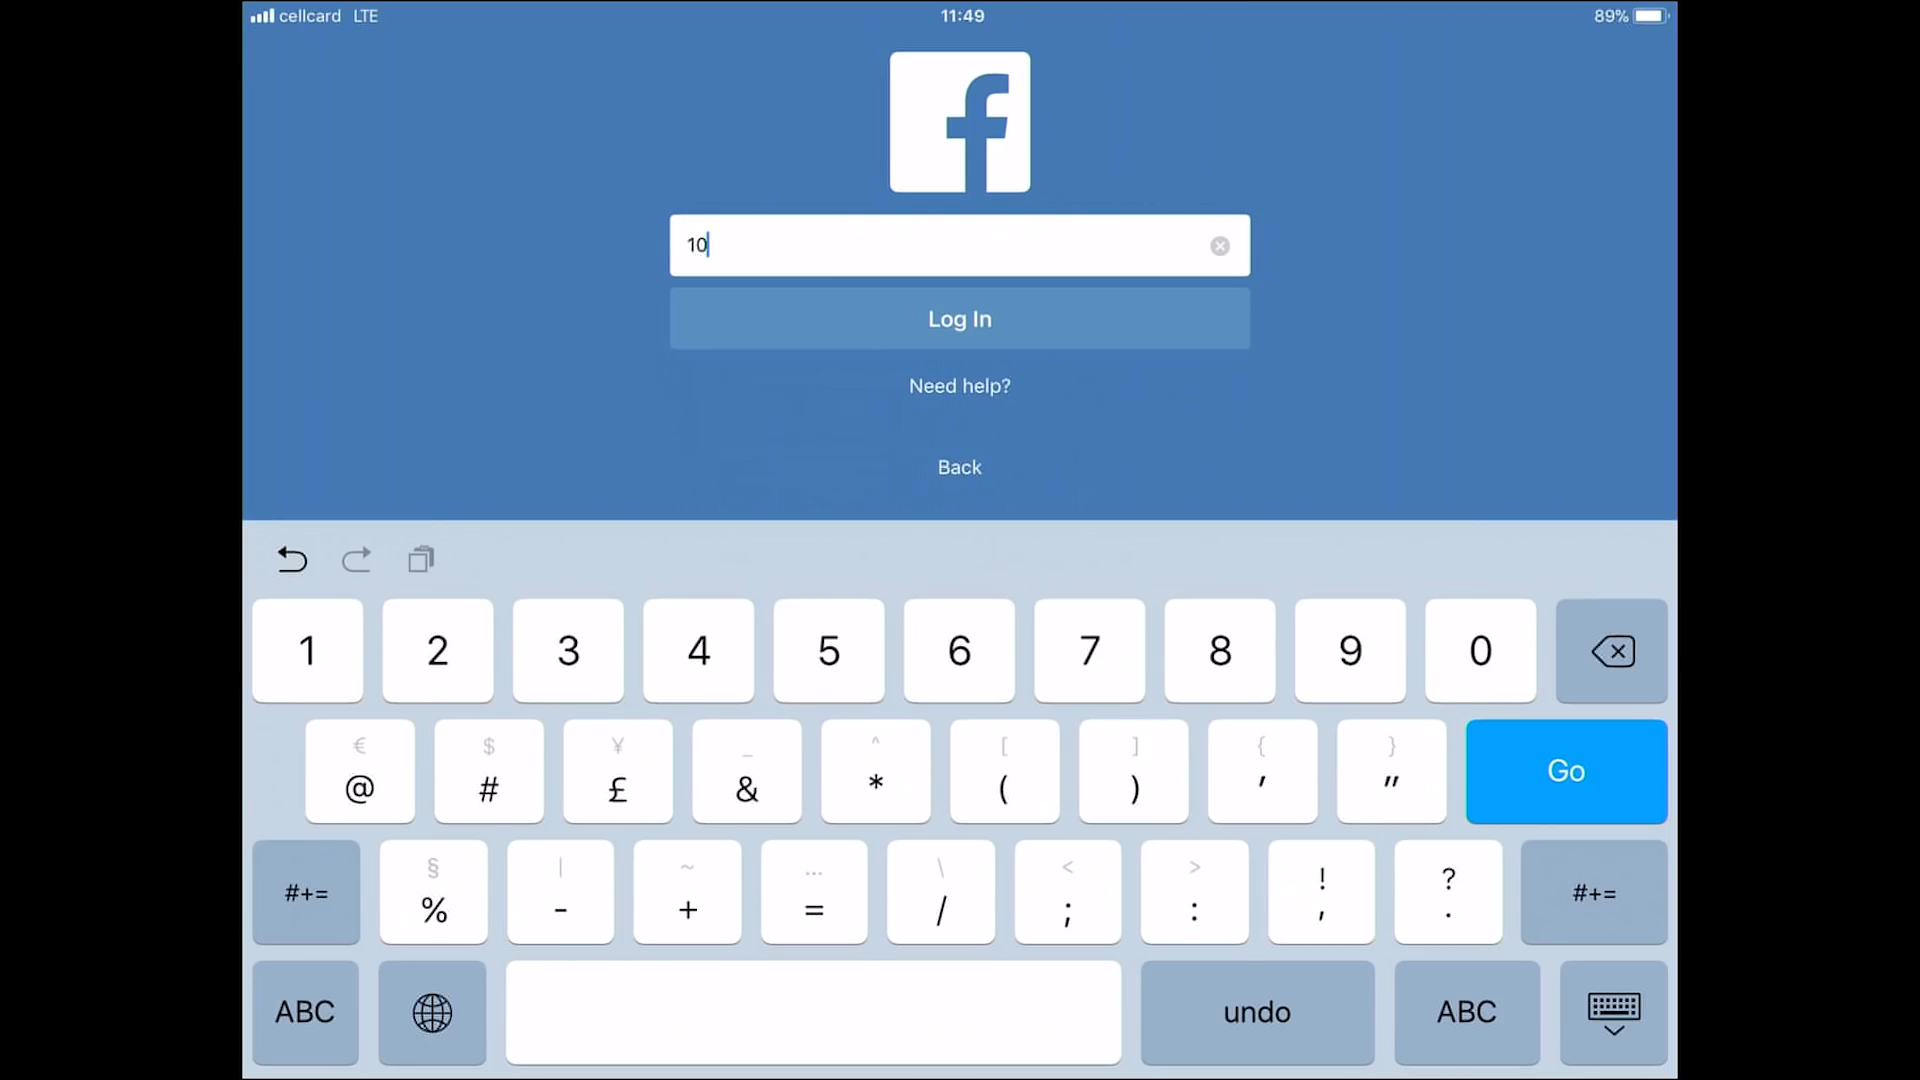 cellcard LTE 11:49 89%
f
10
Log In
Need help?
Back
1 2 3 4 5 6 7 8 9 0
€ $ ¥ _ ^ [ ] { }
@ # £ & * ( ) ' " Go
§ | ~ ... \ < > ! ?
#+= % - + = / ; : , . #+=
ABC undo ABC